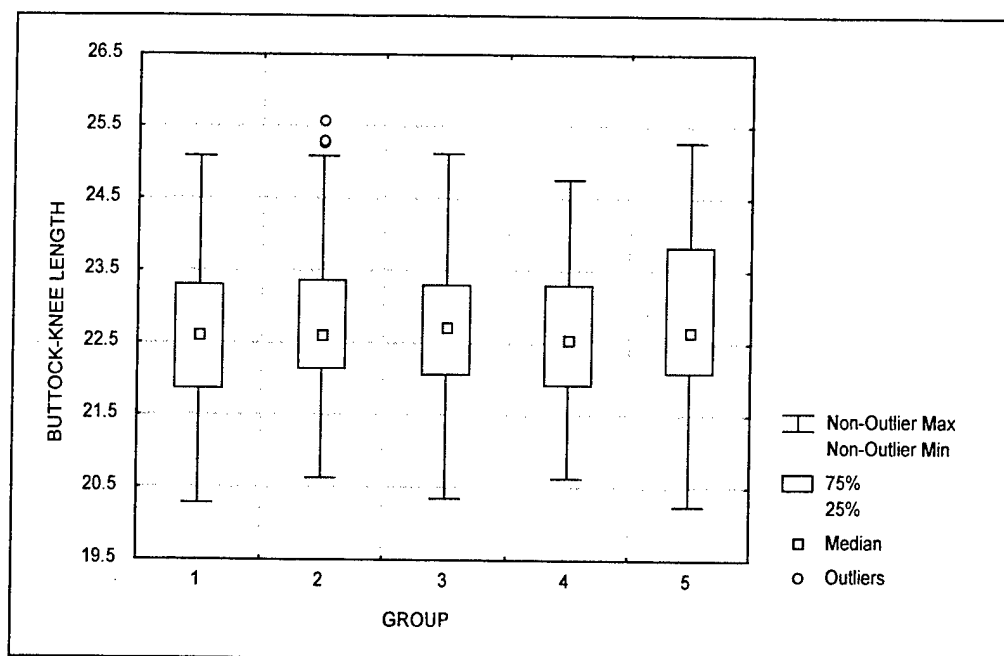 BUTTOCK-KNEE LENGTH
26.5
25.5
24.5
23.5
22.5
21.5
20.5
19.5
1 2 3 4 5
GROUP
Non-Outlier Max
Non-Outlier Min
75%
25%
Median
Outliers